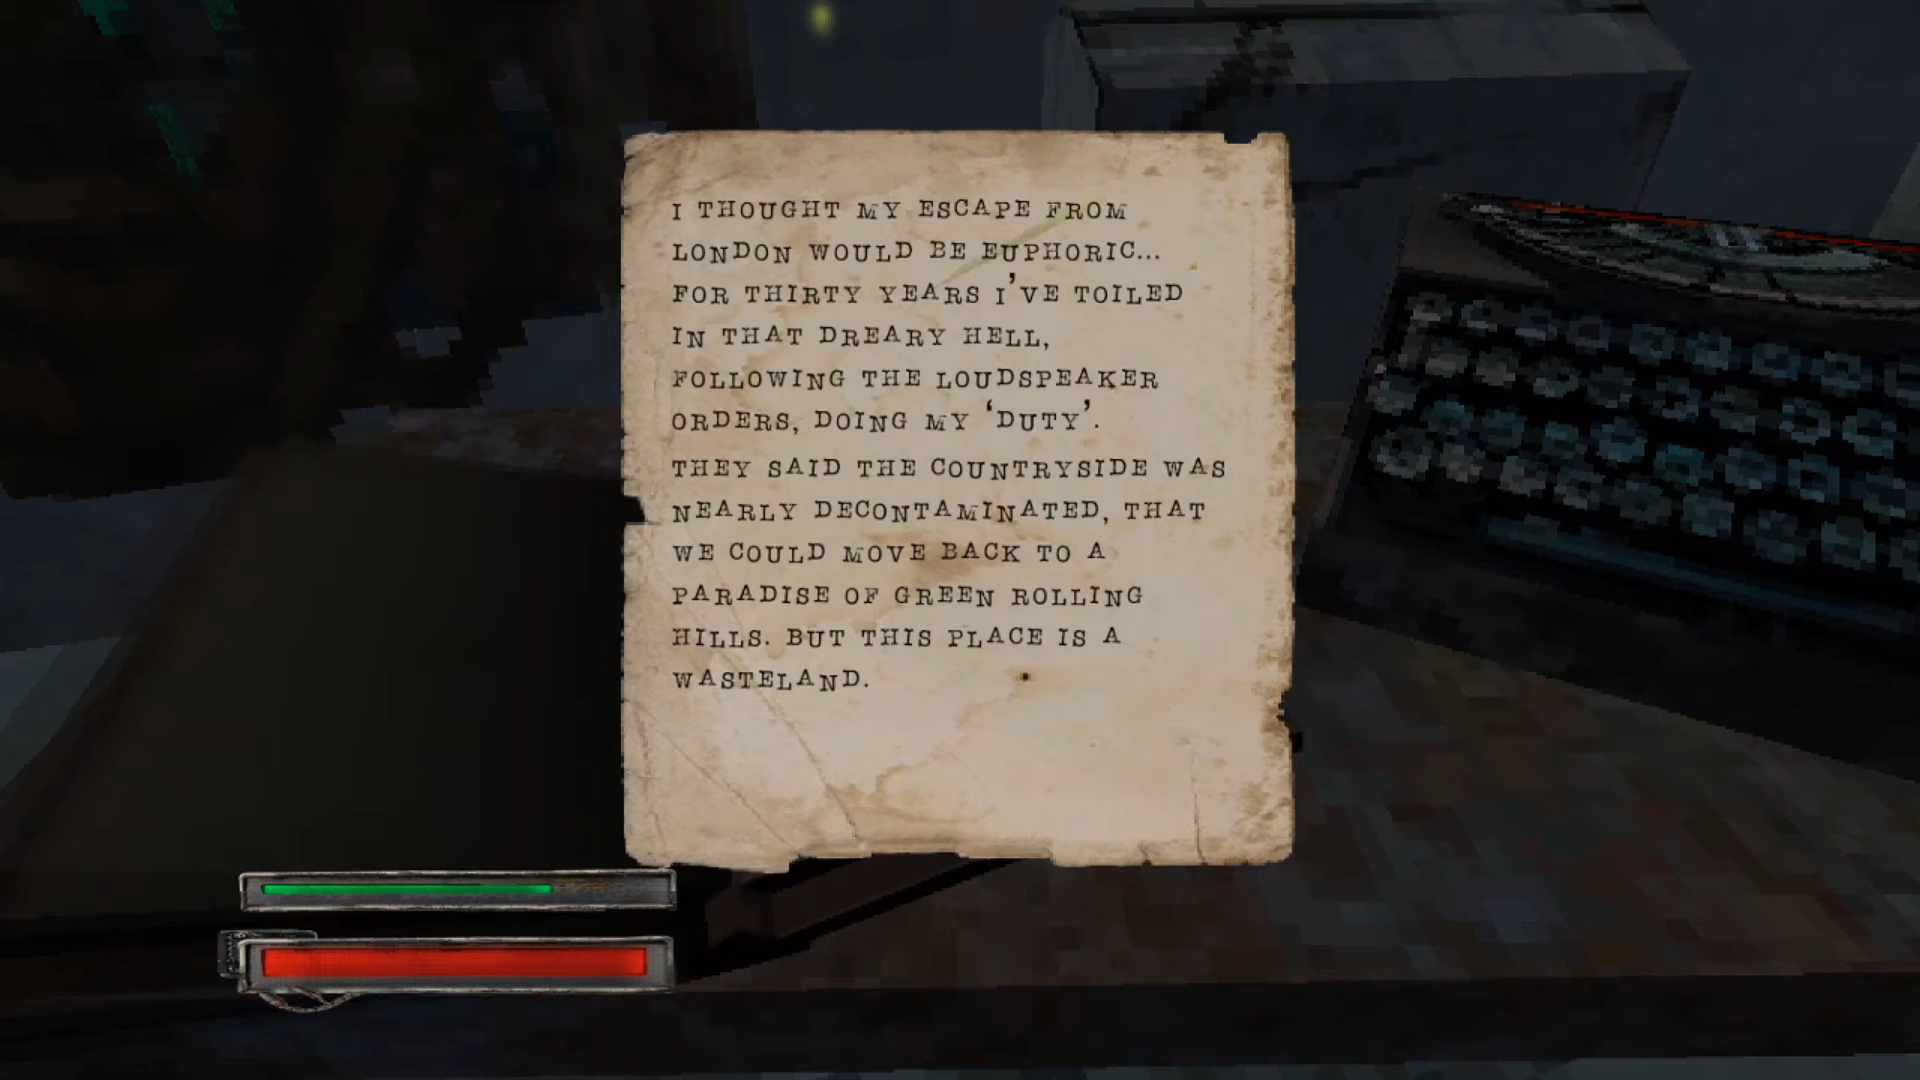 I THOUGHT MY ESCAPE FROM
LONDON WOULD BE EUPHORIC...
FOR THIRTY YEARS I'VE TOILED
IN THAT DREARY HELL,
FOLLOWING THE LOUDSPEAKER
ORDERS, DOING MY 'DUTY'.
THEY SAID THE COUNTRYSIDE WAS
NEARLY DECONTAMINATED, THAT
WE COULD MOVE BACK TO A
PARADISE OF GREEN ROLLING
HILLS. BUT THIS PLACE IS A
WASTELAND.